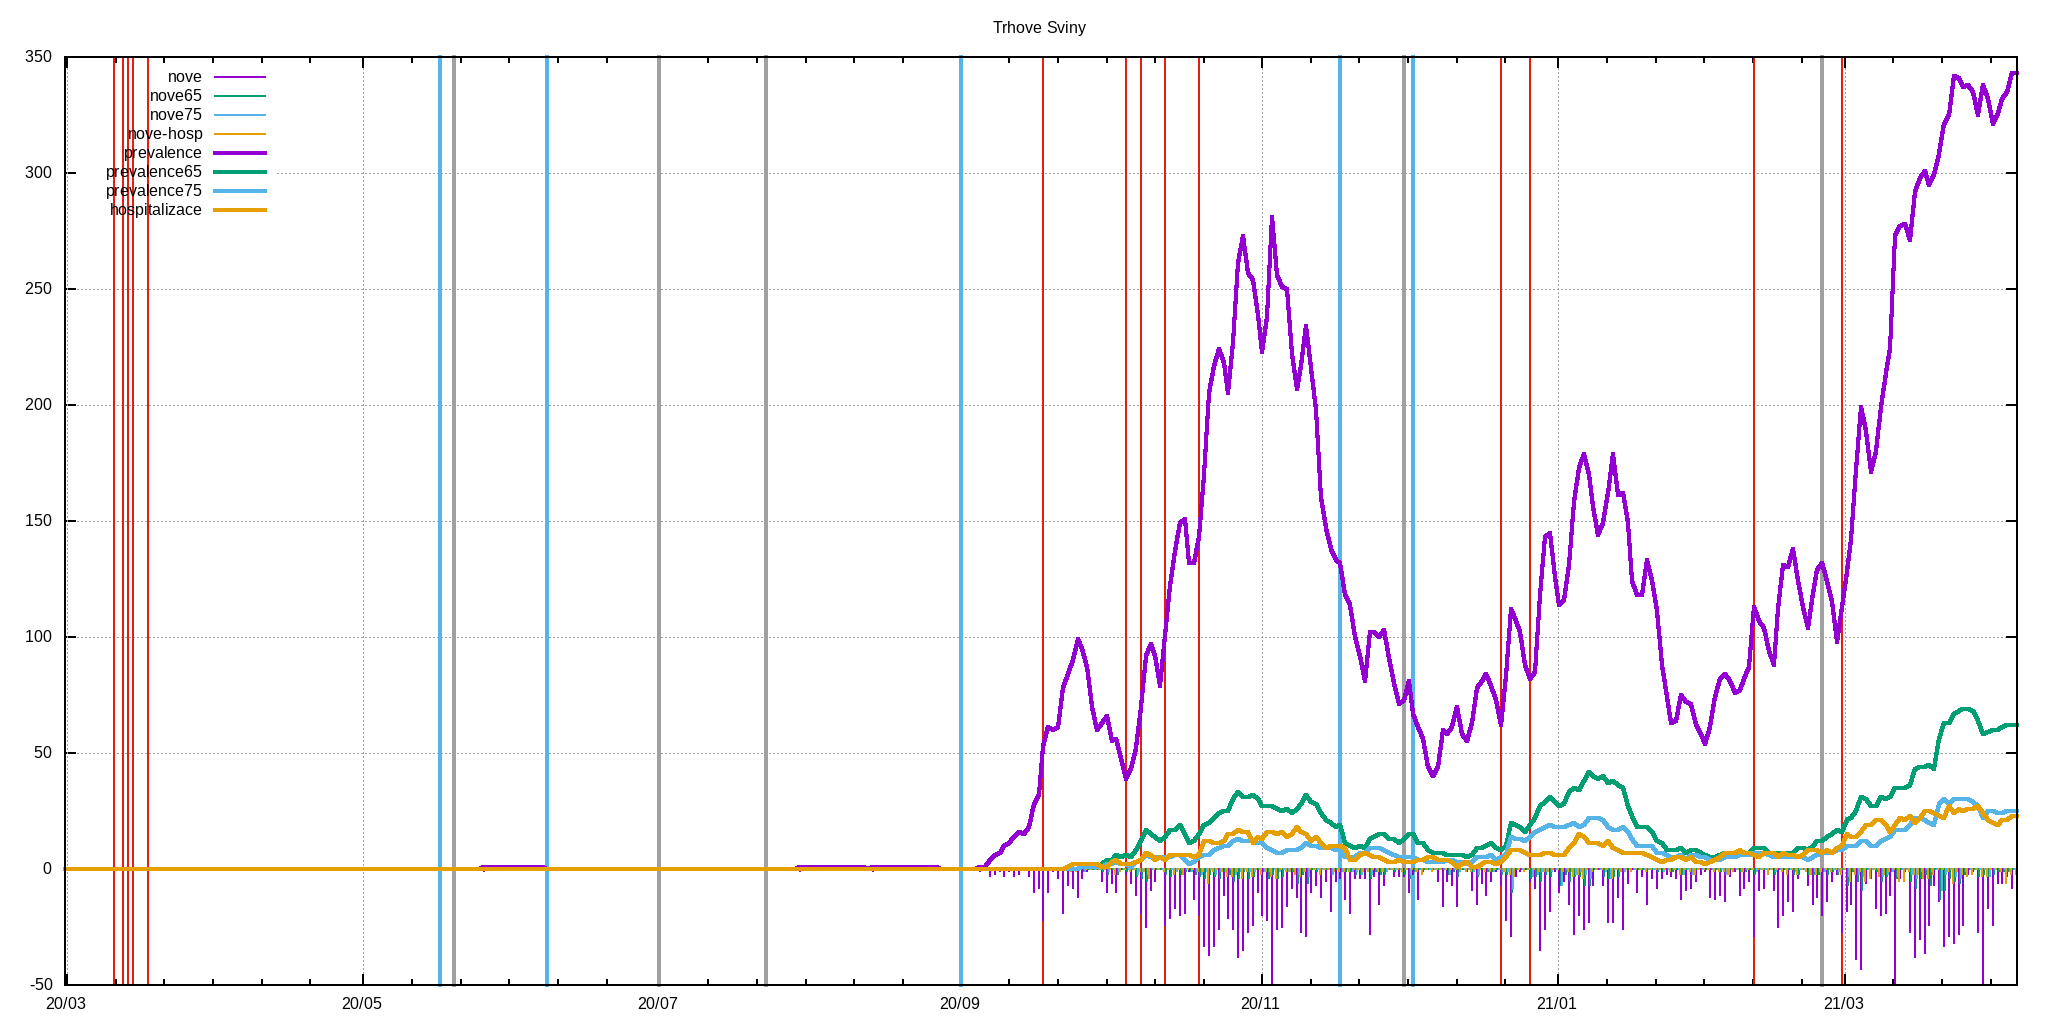 Trhove Sviny
350
300
250
200
150
100
50
0
-50
nove
nove65
nove75
nove-hosp
prevalence
prevalence65
prevalence75
hospitalizace
20/03 20/05 20/07 20/09 20/11 21/01 21/03